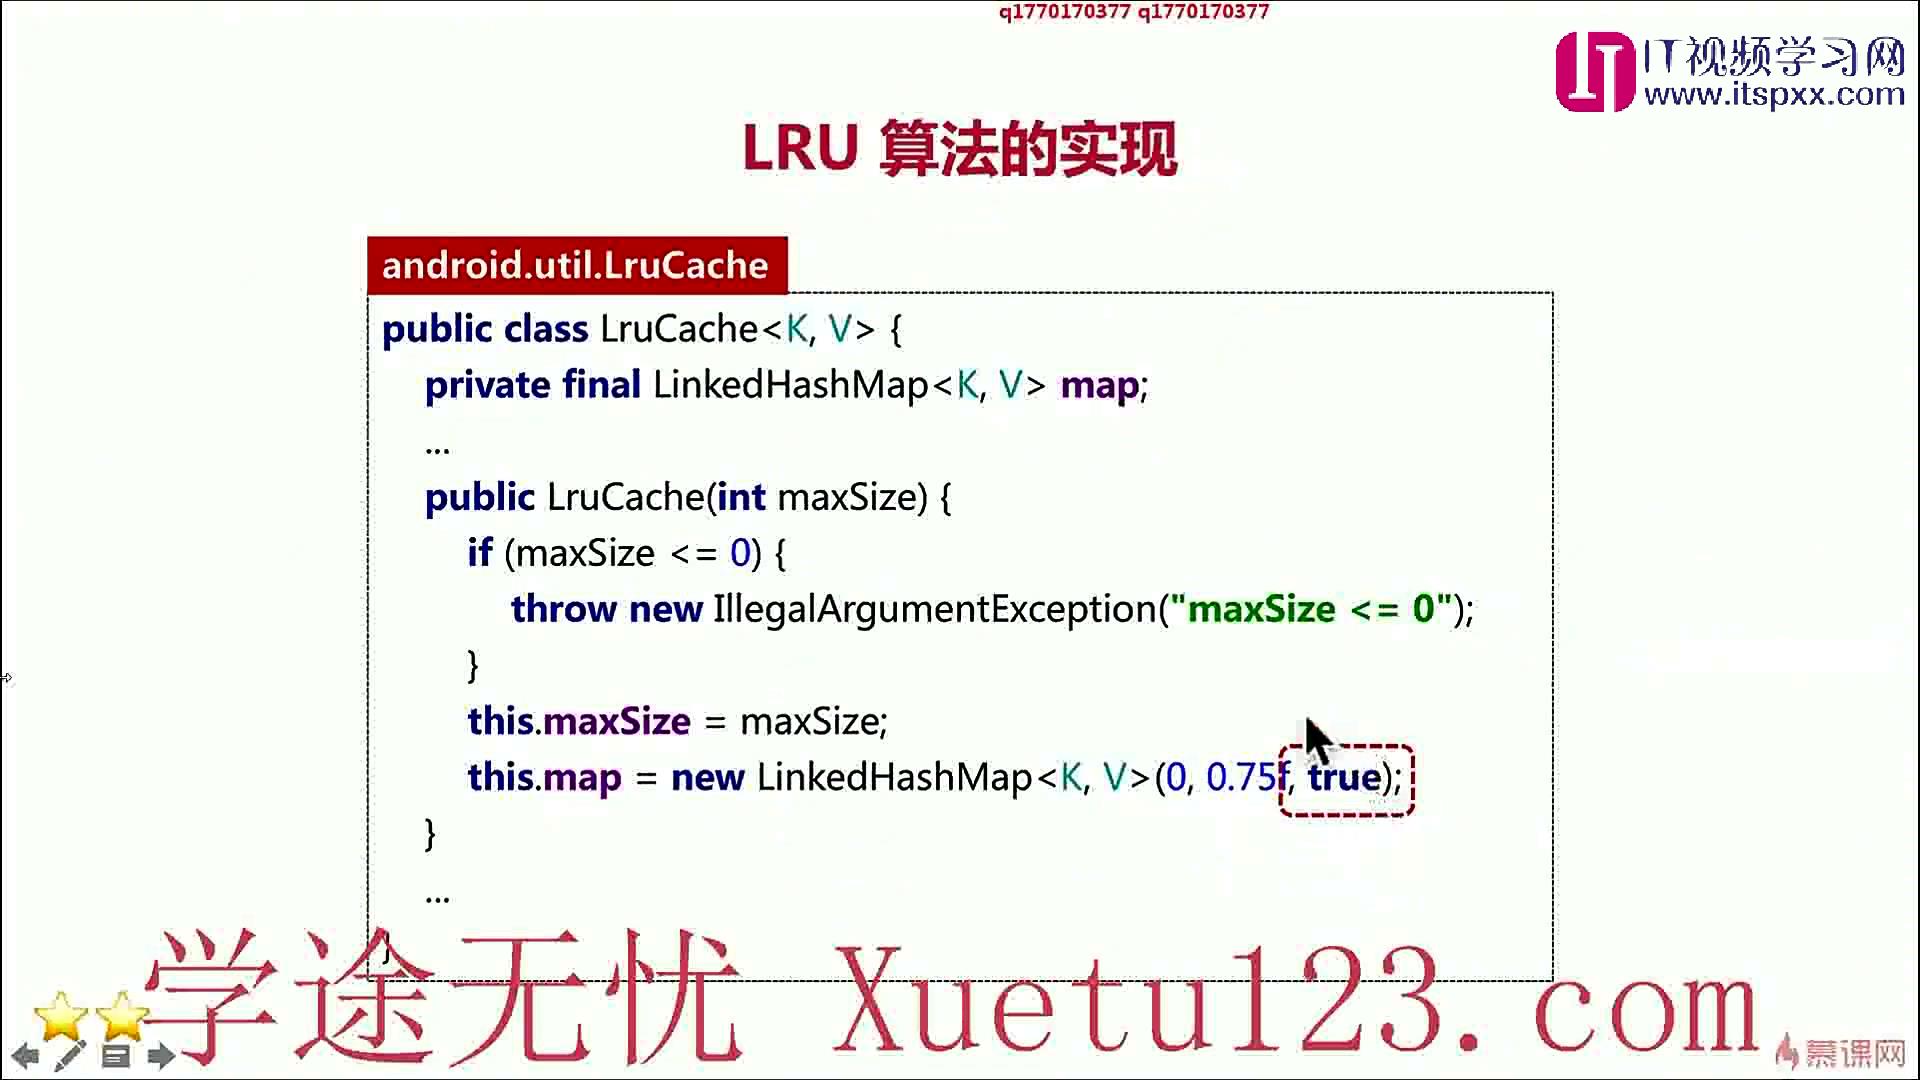 q1770170377 q1770170377
IT视频学习网
www.itspxx.com
LRU 算法的实现
android.util.LruCache
public class LruCache<K, V> {
private final LinkedHashMap<K, V> map;
...
public LruCache(int maxSize) {
if (maxSize <= 0) {
throw new IllegalArgumentException("maxSize <= 0");
}
this.maxSize = maxSize;
this.map = new LinkedHashMap<K, V>(0, 0.75f, true);
}
...
}
学途无忧 Xuetu123.com
慕课网